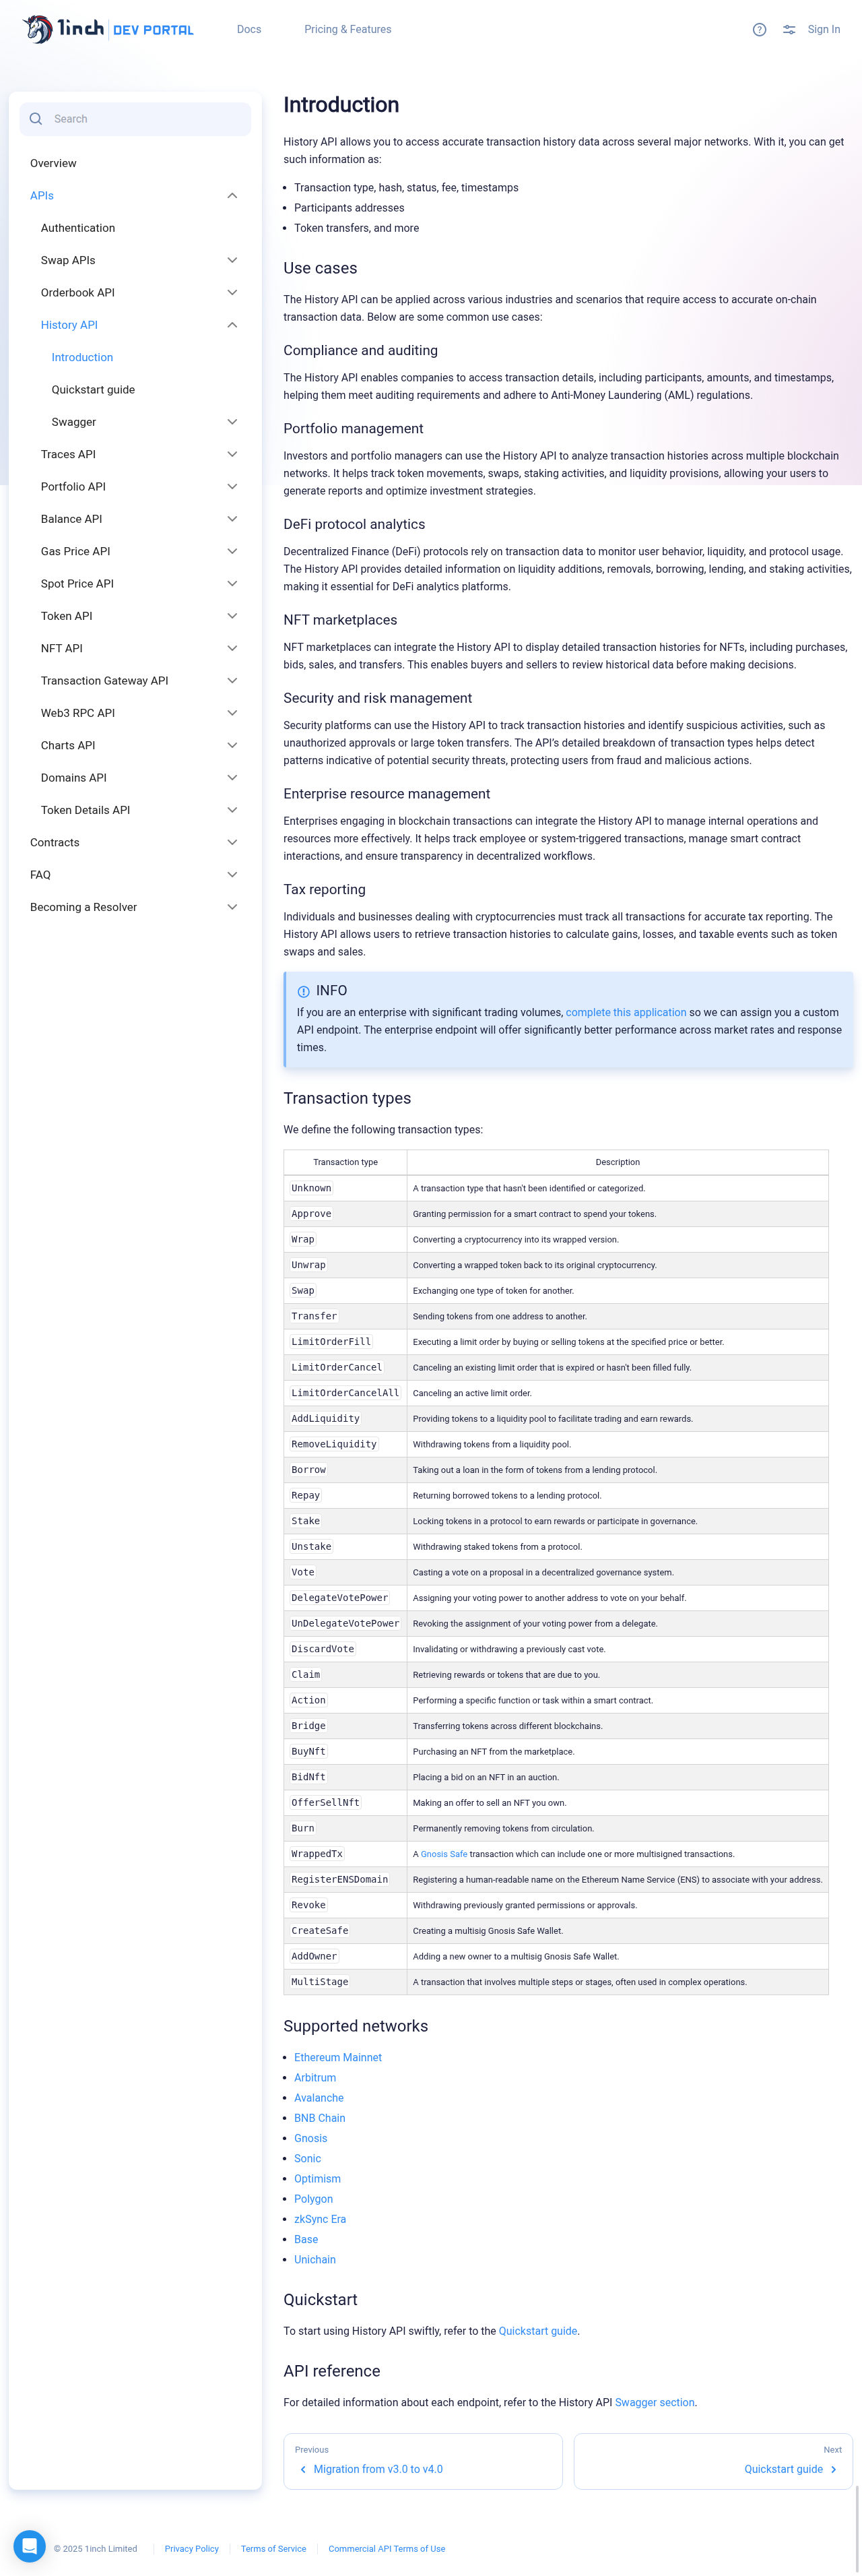 1inch DEV PORTAL Docs Pricing & Features Sign In
Search
Overview
APIs
Authentication
Swap APIs
Orderbook API
History API
Introduction
Quickstart guide
Swagger
Traces API
Portfolio API
Balance API
Gas Price API
Spot Price API
Token API
NFT API
Transaction Gateway API
Web3 RPC API
Charts API
Domains API
Token Details API
Contracts
FAQ
Becoming a Resolver
Introduction
History API allows you to access accurate transaction history data across several major networks. With it, you can get
such information as:
• Transaction type, hash, status, fee, timestamps
• Participants addresses
• Token transfers, and more
Use cases
The History API can be applied across various industries and scenarios that require access to accurate on-chain
transaction data. Below are some common use cases:
Compliance and auditing
The History API enables companies to access transaction details, including participants, amounts, and timestamps,
helping them meet auditing requirements and adhere to Anti-Money Laundering (AML) regulations.
Portfolio management
Investors and portfolio managers can use the History API to analyze transaction histories across multiple blockchain
networks. It helps track token movements, swaps, staking activities, and liquidity provisions, allowing your users to
generate reports and optimize investment strategies.
DeFi protocol analytics
Decentralized Finance (DeFi) protocols rely on transaction data to monitor user behavior, liquidity, and protocol usage.
The History API provides detailed information on liquidity additions, removals, borrowing, lending, and staking activities,
making it essential for DeFi analytics platforms.
NFT marketplaces
NFT marketplaces can integrate the History API to display detailed transaction histories for NFTs, including purchases,
bids, sales, and transfers. This enables buyers and sellers to review historical data before making decisions.
Security and risk management
Security platforms can use the History API to track transaction histories and identify suspicious activities, such as
unauthorized approvals or large token transfers. The API's detailed breakdown of transaction types helps detect
patterns indicative of potential security threats, protecting users from fraud and malicious actions.
Enterprise resource management
Enterprises engaging in blockchain transactions can integrate the History API to manage internal operations and
resources more effectively. It helps track employee or system-triggered transactions, manage smart contract
interactions, and ensure transparency in decentralized workflows.
Tax reporting
Individuals and businesses dealing with cryptocurrencies must track all transactions for accurate tax reporting. The
History API allows users to retrieve transaction histories to calculate gains, losses, and taxable events such as token
swaps and sales.
INFO
If you are an enterprise with significant trading volumes, complete this application so we can assign you a custom
API endpoint. The enterprise endpoint will offer significantly better performance across market rates and response
times.
Transaction types
We define the following transaction types:
Transaction type Description
Unknown A transaction type that hasn't been identified or categorized.
Approve Granting permission for a smart contract to spend your tokens.
Wrap Converting a cryptocurrency into its wrapped version.
Unwrap Converting a wrapped token back to its original cryptocurrency.
Swap Exchanging one type of token for another.
Transfer Sending tokens from one address to another.
LimitOrderFill Executing a limit order by buying or selling tokens at the specified price or better.
LimitOrderCancel Canceling an existing limit order that is expired or hasn't been filled fully.
LimitOrderCancelAll Canceling an active limit order.
AddLiquidity Providing tokens to a liquidity pool to facilitate trading and earn rewards.
RemoveLiquidity Withdrawing tokens from a liquidity pool.
Borrow Taking out a loan in the form of tokens from a lending protocol.
Repay Returning borrowed tokens to a lending protocol.
Stake Locking tokens in a protocol to earn rewards or participate in governance.
Unstake Withdrawing staked tokens from a protocol.
Vote Casting a vote on a proposal in a decentralized governance system.
DelegateVotePower Assigning your voting power to another address to vote on your behalf.
UnDelegateVotePower Revoking the assignment of your voting power from a delegate.
DiscardVote Invalidating or withdrawing a previously cast vote.
Claim Retrieving rewards or tokens that are due to you.
Action Performing a specific function or task within a smart contract.
Bridge Transferring tokens across different blockchains.
BuyNft Purchasing an NFT from the marketplace.
BidNft Placing a bid on an NFT in an auction.
OfferSellNft Making an offer to sell an NFT you own.
Burn Permanently removing tokens from circulation.
WrappedTx A Gnosis Safe transaction which can include one or more multisigned transactions.
RegisterENSDomain Registering a human-readable name on the Ethereum Name Service (ENS) to associate with your address.
Revoke Withdrawing previously granted permissions or approvals.
CreateSafe Creating a multisig Gnosis Safe Wallet.
AddOwner Adding a new owner to a multisig Gnosis Safe Wallet.
MultiStage A transaction that involves multiple steps or stages, often used in complex operations.
Supported networks
• Ethereum Mainnet
• Arbitrum
• Avalanche
• BNB Chain
• Gnosis
• Sonic
• Optimism
• Polygon
• zkSync Era
• Base
• Unichain
Quickstart
To start using History API swiftly, refer to the Quickstart guide.
API reference
For detailed information about each endpoint, refer to the History API Swagger section.
Previous
Migration from v3.0 to v4.0
Next
Quickstart guide
© 2025 1inch Limited Privacy Policy Terms of Service Commercial API Terms of Use